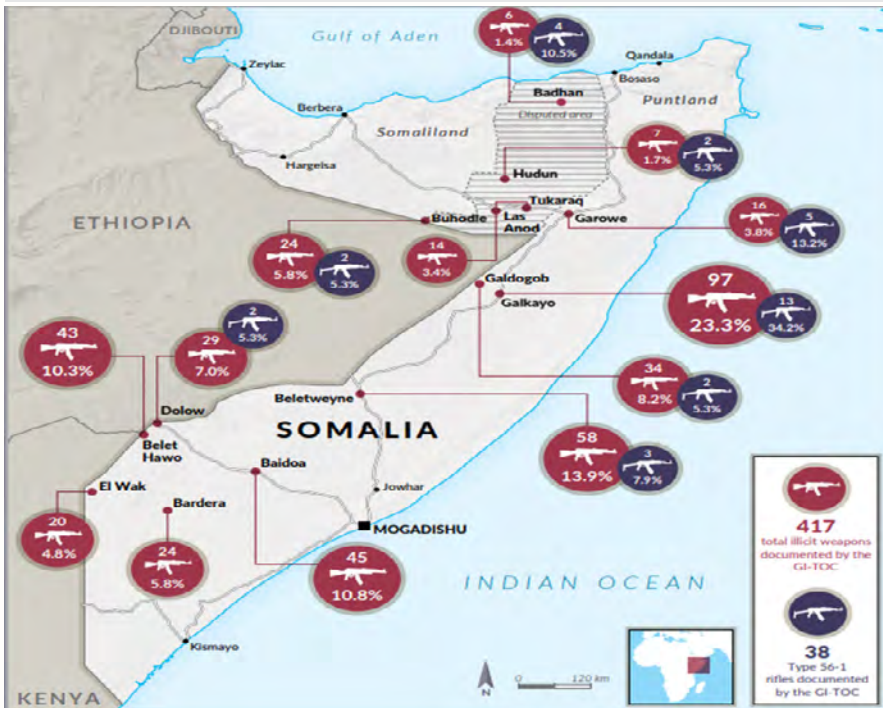 DJIBOUTI
Gulf of Aden
6
1.4%
4
10.5%
Zeylac
Qandala
Bosaso
Badhan
Puntland
Berbera
Somaliland
Disputed area
7
1.7%
2
5.3%
Hargeisa
Hudun
ETHIOPIA
Tukaraq
Buhodle
Las
Anod
Garowe
16
3.8%
5
13.2%
24
5.8%
2
5.3%
14
3.4%
Galdogob
Galkayo
97
23.3%
13
34.2%
2
5.3%
43
10.3%
29
7.0%
34
8.2%
2
5.3%
Dolow
Beletweyne
SOMALIA
Belet
Hawo
58
13.9%
3
7.9%
Baidoa
El Wak
Bardera
Jowhar
MOGADISHU
20
4.8%
24
5.8%
45
10.8%
INDIAN OCEAN
417
total illicit weapons
documented by the
GI-TOC
38
Type 56-1
rifles documented
by the GI-TOC
Kismayo
N
0
120 km
KENYA